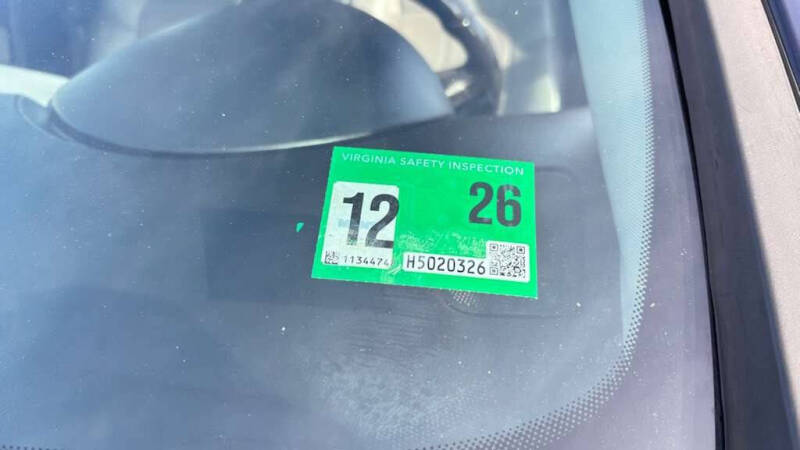 VIRGINIA SAFETY INSPECTION
12 26
1134474 H5020326